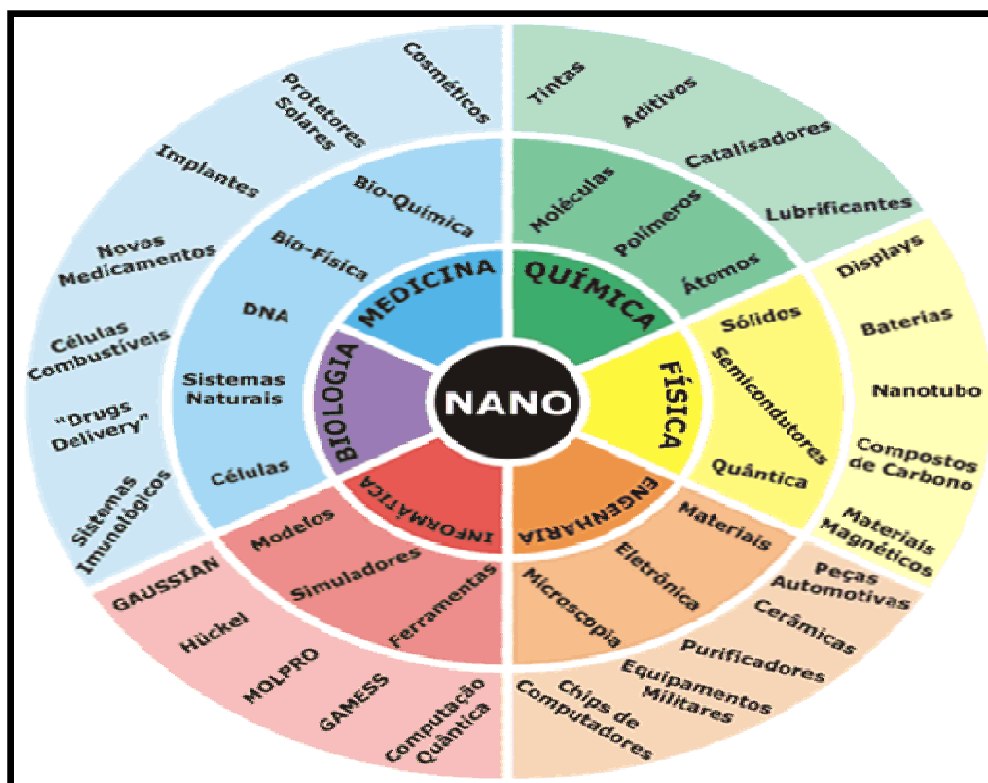 NANO
MEDICINA
QUÍMICA
FÍSICA
ENGENHARIA
INFORMÁTICA
BIOLOGIA
Bio-Química
Bio-Física
DNA
Sistemas
Naturais
Células
Moléculas
Polímeros
Átomos
Sólidos
Semicondutores
Quântica
Materiais
Eletrônica
Microscopia
Ferramentas
Simuladores
Modelos
Cosméticos
Protetores
Solares
Implantes
Novas
Medicamentos
Células
Combustíveis
"Drugs
Delivery"
Sistemas
Imunológicos
Tintas
Aditivos
Catalisadores
Lubrificantes
Displays
Baterias
Nanotubo
Compostos
de Carbono
Materiais
Magnéticos
Peças
Automotivas
Cerâmicas
Purificadores
Equipamentos
Militares
Chips de
Computadores
Computação
Quântica
GAMESS
MOLPRO
Hückel
GAUSSIAN